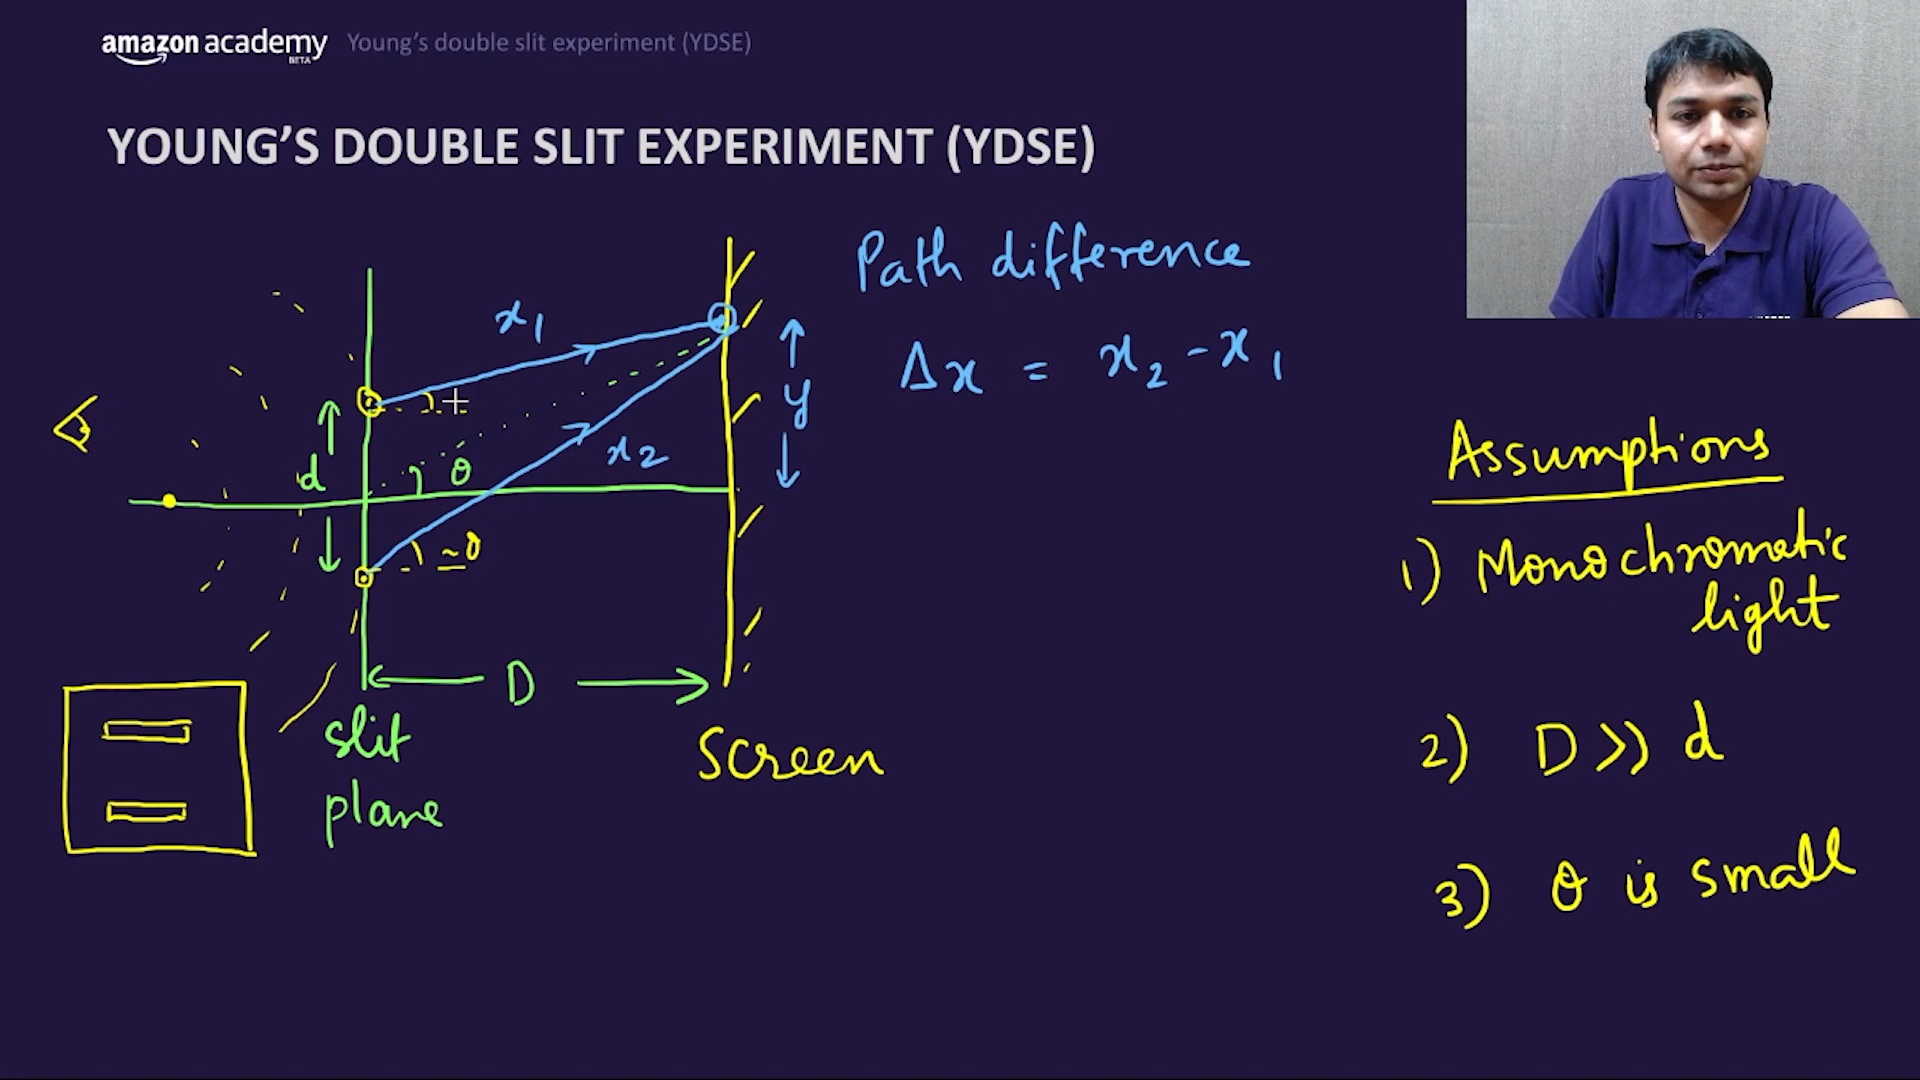 amazon academy
BETA
Young's double slit experiment (YDSE)
YOUNG'S DOUBLE SLIT EXPERIMENT (YDSE)
Path difference
Δx = x₂ - x₁
x₁
x₂
y
d
θ
≃θ
D
slit
plane
Screen
Assumptions
1) Monochromatic
light
2) D >> d
3) θ is small